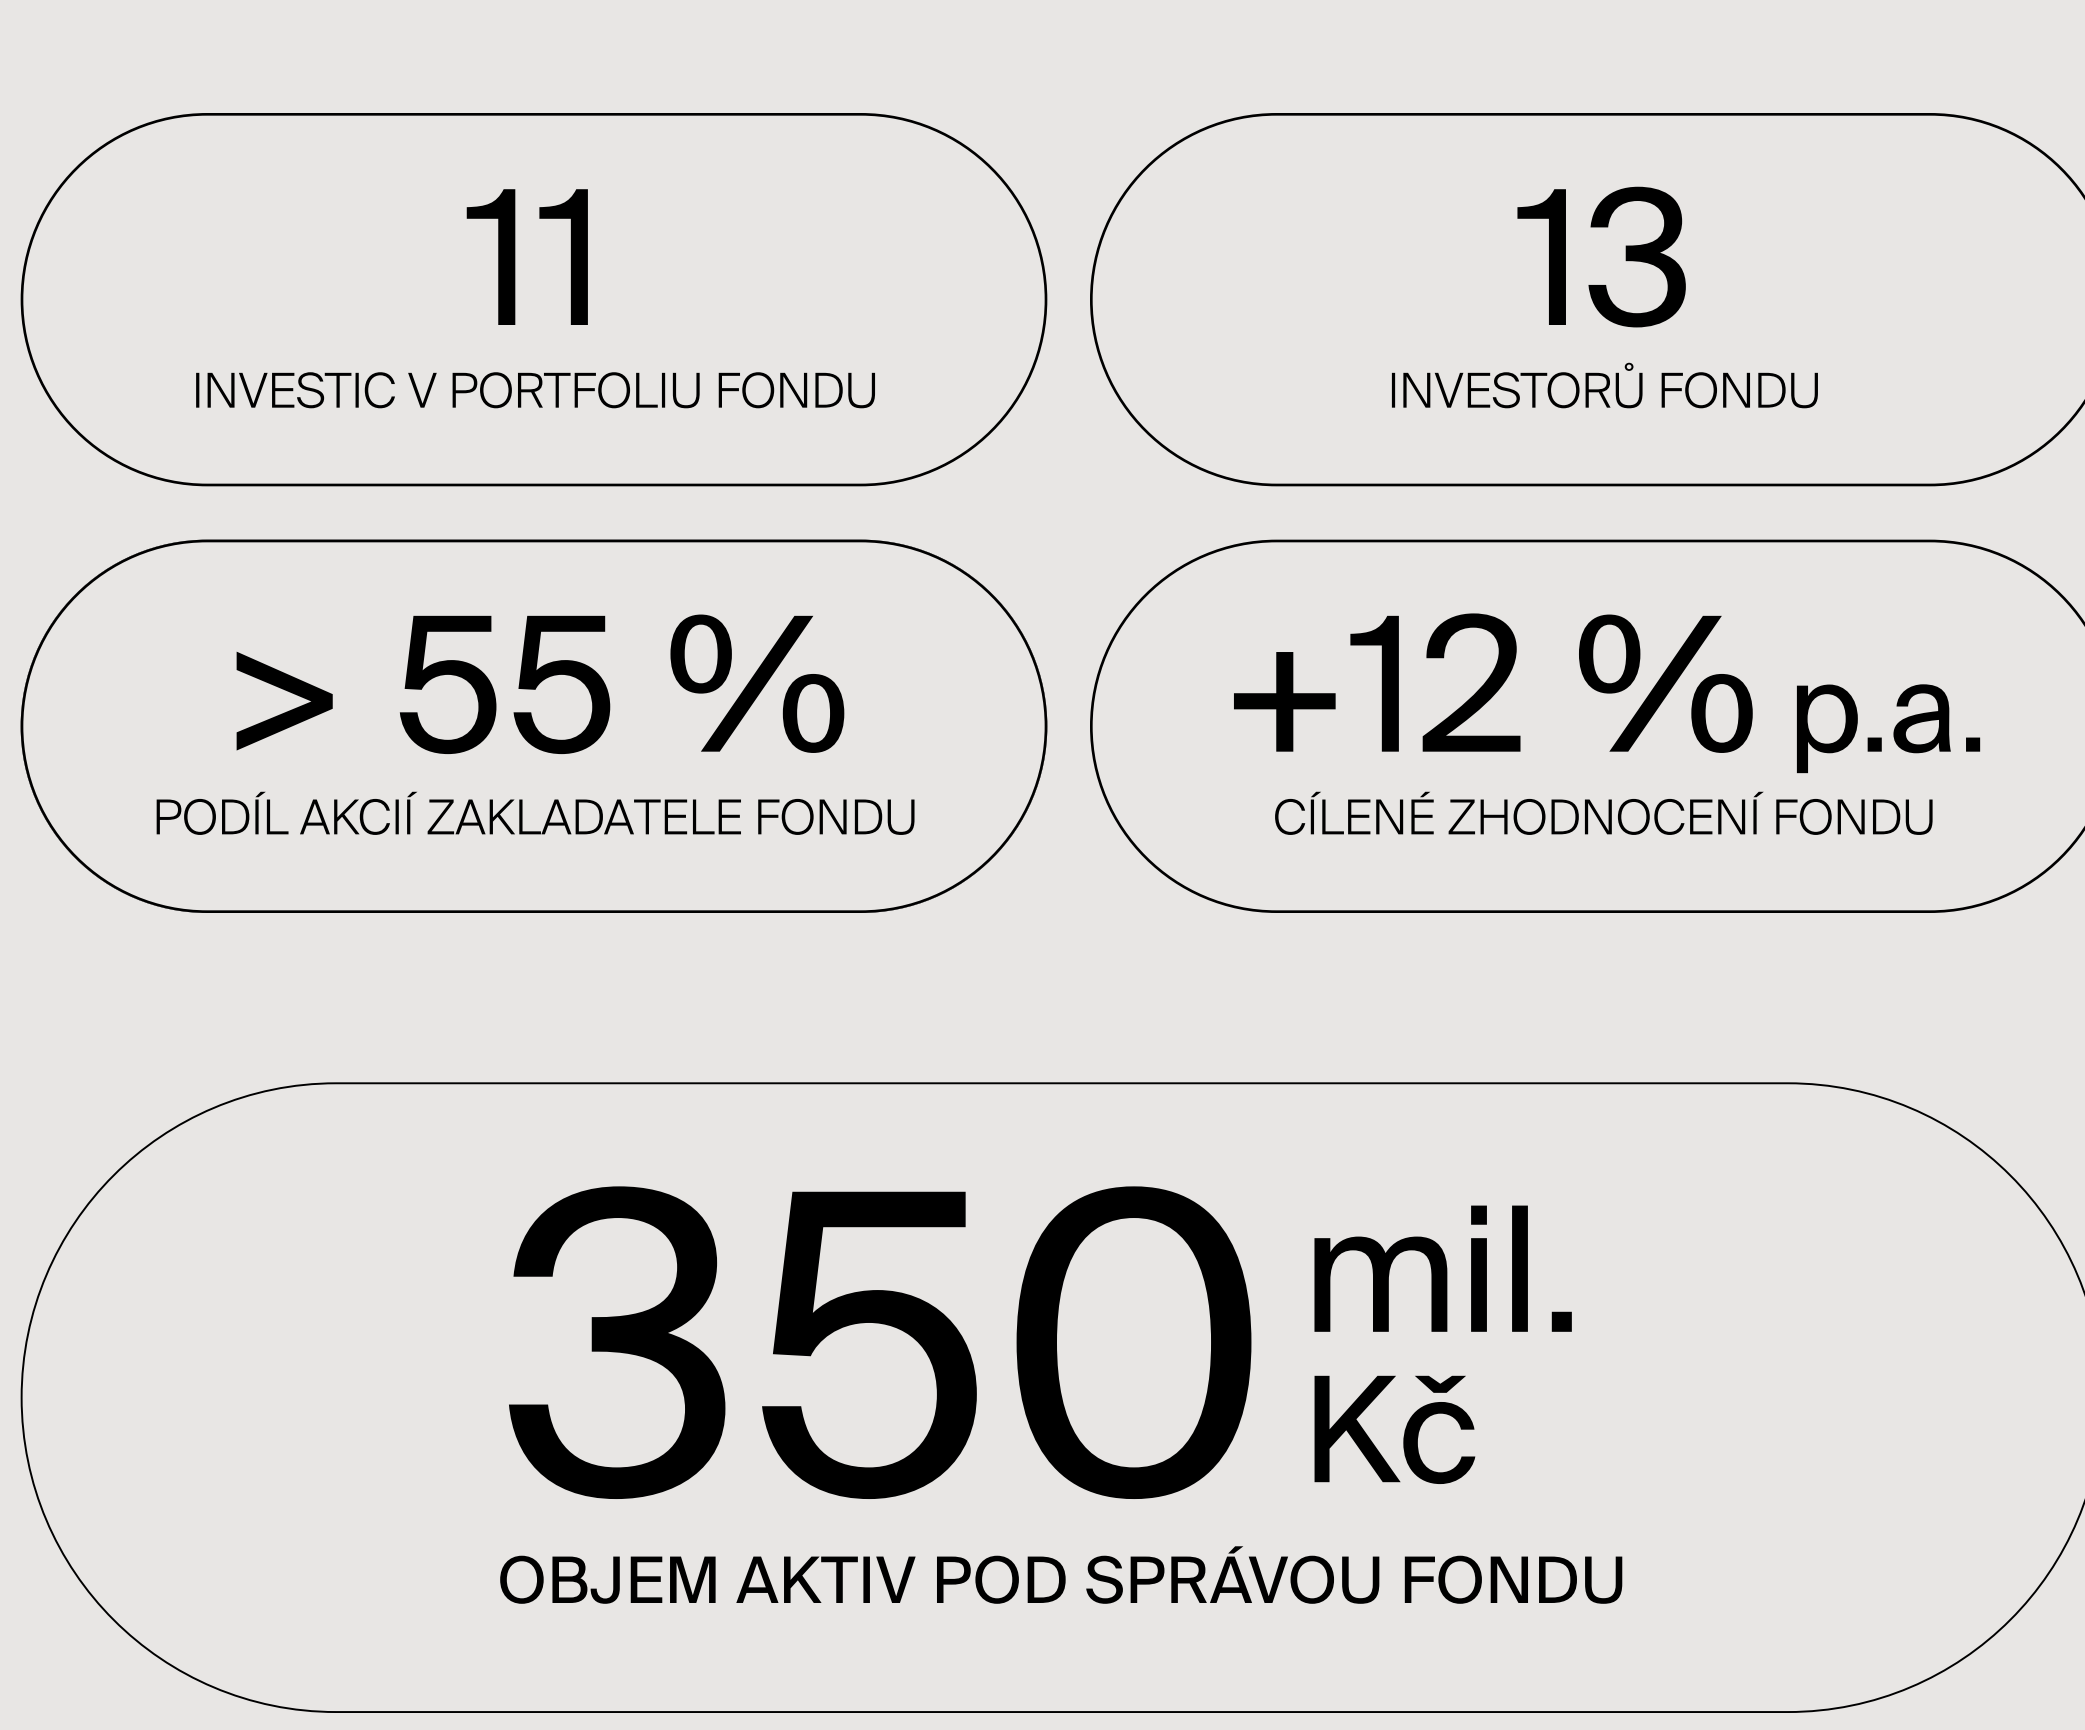 11
INVESTIC V PORTFOLIU FONDU
13
INVESTORŮ FONDU
> 55 %
PODÍL AKCIÍ ZAKLADATELE FONDU
+12 % p.a.
CÍLENÉ ZHODNOCENÍ FONDU
350 mil.
Kč
OBJEM AKTIV POD SPRÁVOU FONDU